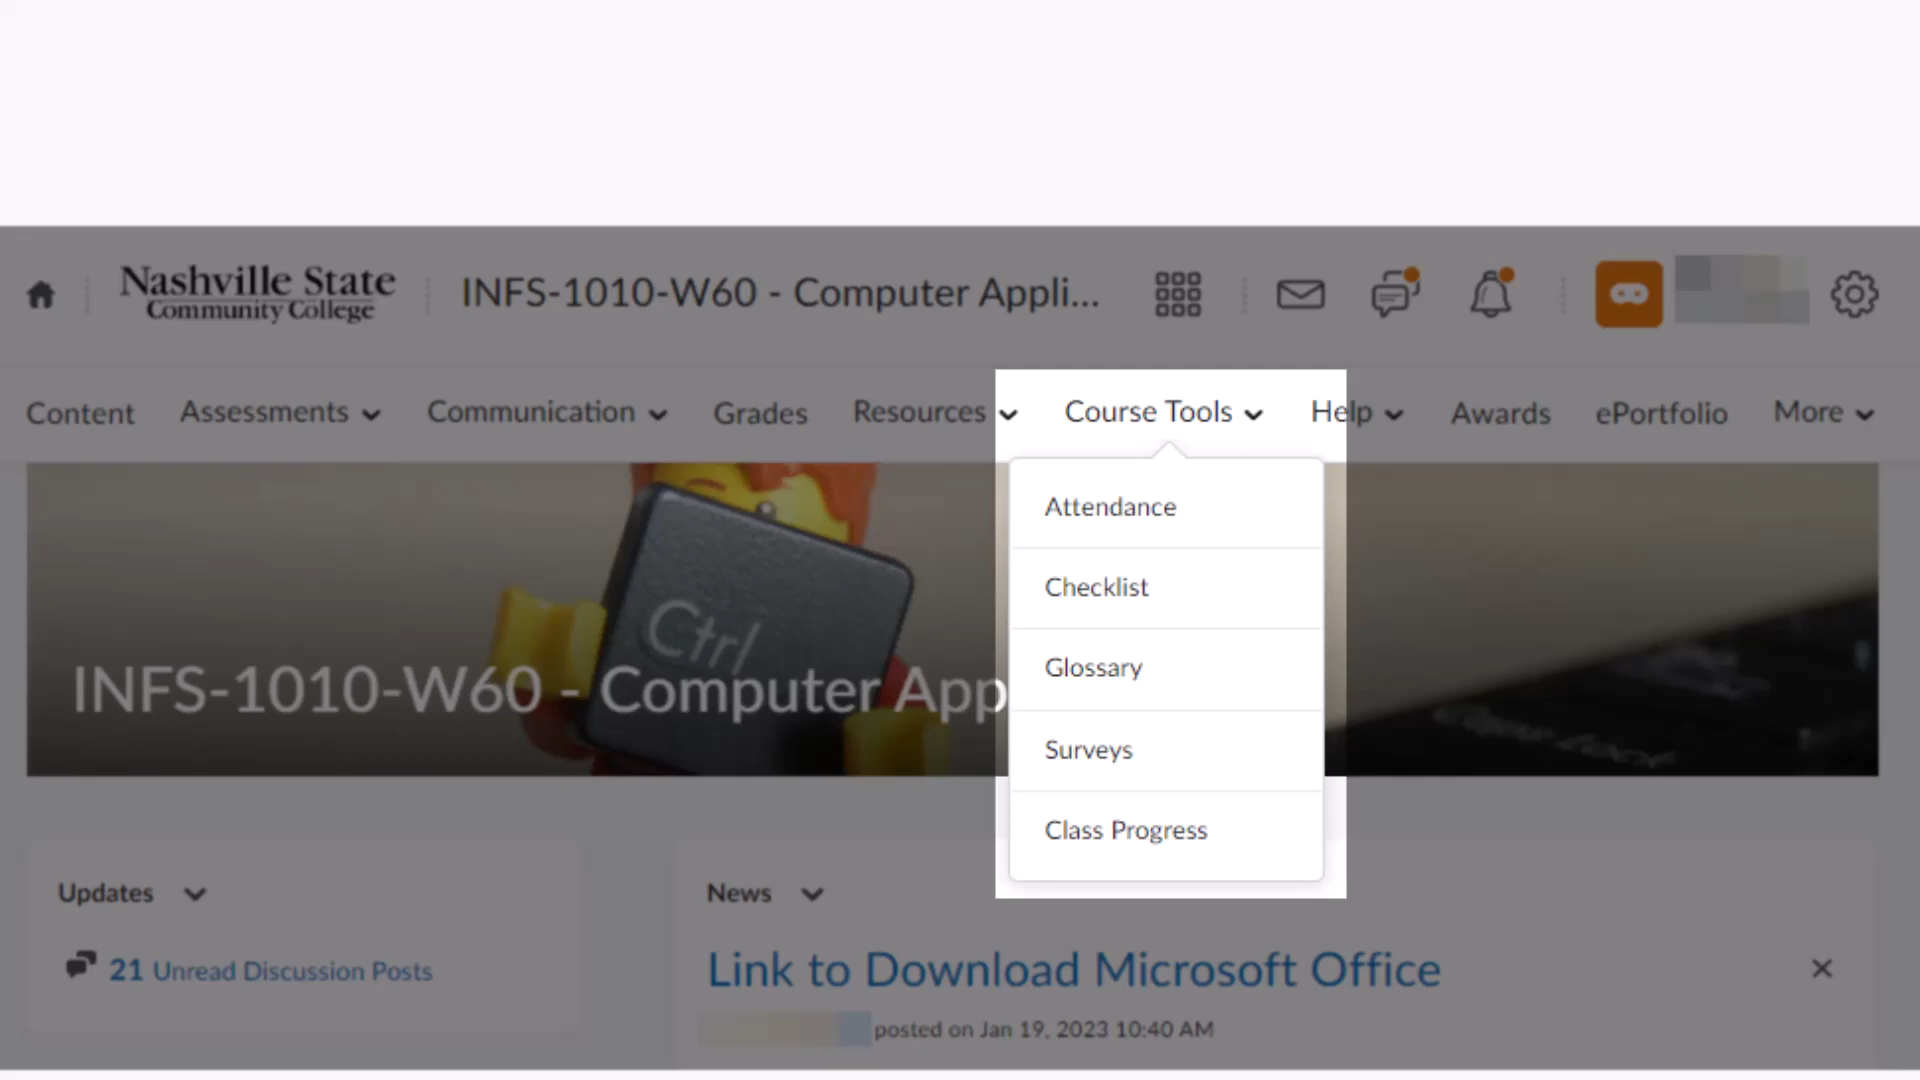 Nashville State
Community College
INFS-1010-W60 - Computer Appli...
Content
Assessments
Communication
Grades
Resources
Course Tools
Help
Awards
ePortfolio
More
Attendance
Checklist
Glossary
Surveys
Class Progress
Ctrl
INFS-1010-W60 - Computer App
Updates
21 Unread Discussion Posts
News
Link to Download Microsoft Office
posted on Jan 19, 2023 10:40 AM